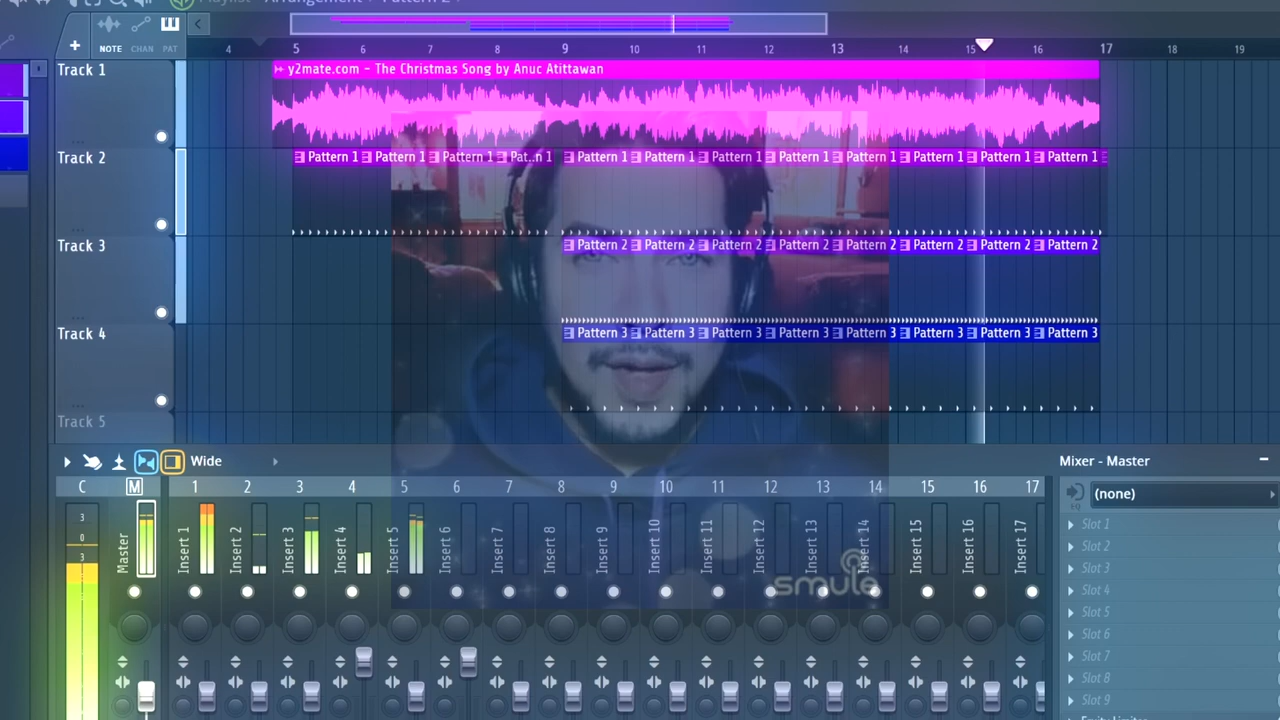 Playlist - Arrangement > Pattern 2
NOTE CHAN PAT
4 5 6 7 8 9 10 11 12 13 14 15 16 17 18 19
Track 1
y2mate.com - The Christmas Song by Anuc Atittawan
Track 2
Pattern 1 Pattern 1 Pattern 1 Pat..n 1 Pattern 1 Pattern 1 Pattern 1 Pattern 1 Pattern 1 Pattern 1 Pattern 1 Pattern 1
Track 3
Pattern 2 Pattern 2 Pattern 2 Pattern 2 Pattern 2 Pattern 2 Pattern 2 Pattern 2
Track 4
Pattern 3 Pattern 3 Pattern 3 Pattern 3 Pattern 3 Pattern 3 Pattern 3 Pattern 3
Track 5
Wide
Mixer - Master
C M 1 2 3 4 5 6 7 8 9 10 11 12 13 14 15 16 17
(none)
3
0
3
Master
Insert 1
Insert 2
Insert 3
Insert 4
Insert 5
Insert 6
Insert 7
Insert 8
Insert 9
Insert 10
Insert 11
Insert 12
Insert 13
Insert 14
Insert 15
Insert 16
Insert 17
EQ
Slot 1
Slot 2
Slot 3
Slot 4
Slot 5
Slot 6
Slot 7
Slot 8
Slot 9
smule